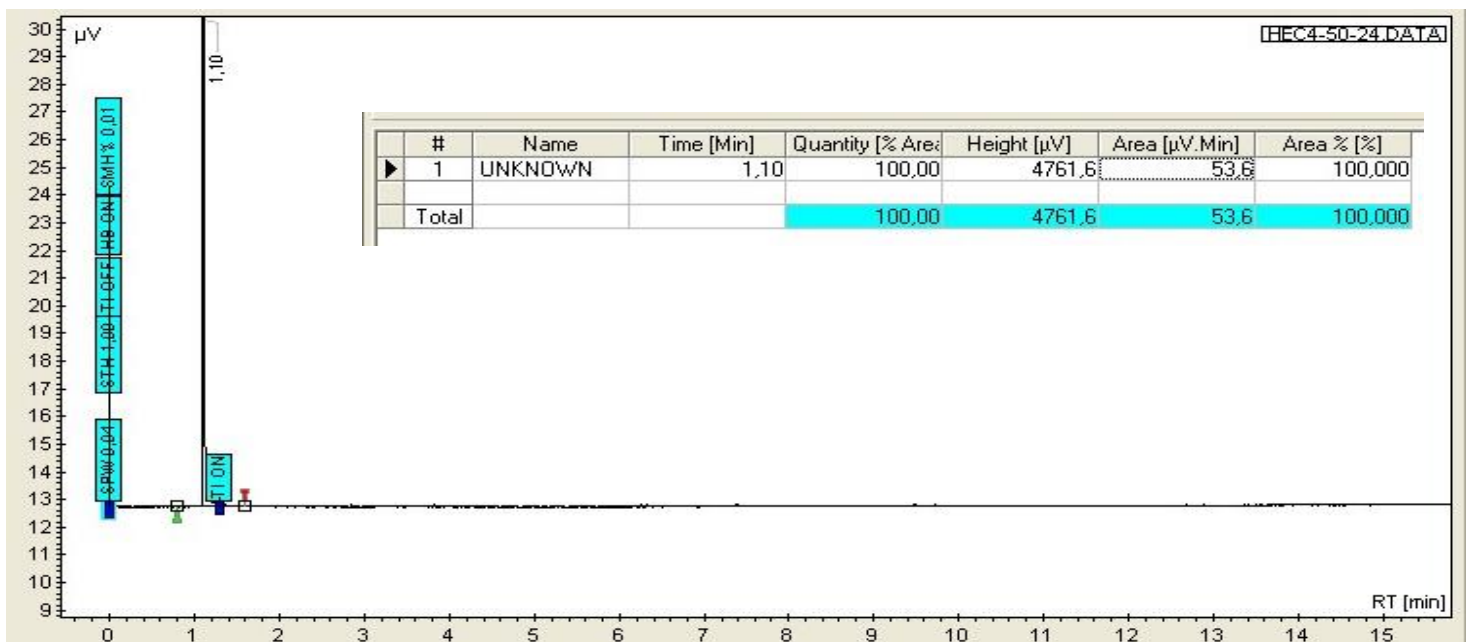 µV
HEC4-50-24.DATA
30
29
28
27
26
25
24
23
22
21
20
19
18
17
16
15
14
13
12
11
10
9
1,10
SMH% 0,01
HB ON
TI OFF
STH 1,00
SPW 0,04
TI ON
# Name Time [Min] Quantity [% Area Height [µV] Area [µV.Min] Area % [%]
1 UNKNOWN 1,10 100,00 4761,6 53,6 100,000
Total 100,00 4761,6 53,6 100,000
RT [min]
0 1 2 3 4 5 6 7 8 9 10 11 12 13 14 15